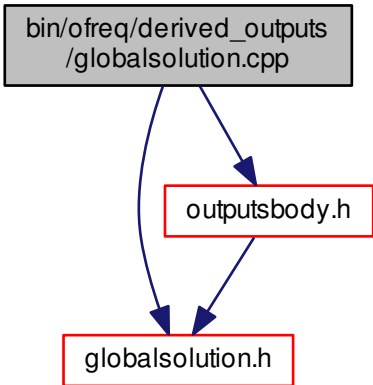 bin/ofreq/derived_outputs
/globalsolution.cpp
outputsbody.h
globalsolution.h